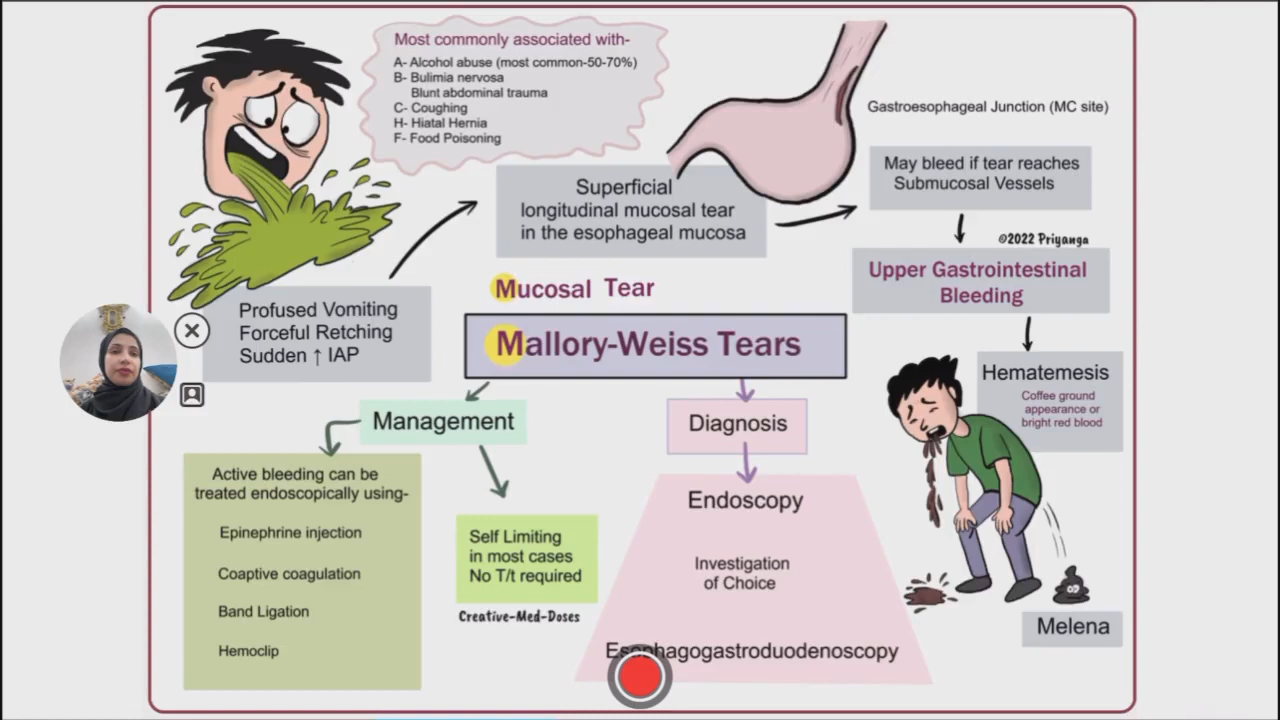 Most commonly associated with-
A- Alcohol abuse (most common-50-70%)
B- Bulimia nervosa
Blunt abdominal trauma
C- Coughing
H- Hiatal Hernia
F- Food Poisoning
Gastroesophageal Junction (MC site)
May bleed if tear reaches
Submucosal Vessels
Superficial
longitudinal mucosal tear
in the esophageal mucosa
©2022 Priyanga
Upper Gastrointestinal
Bleeding
Profused Vomiting
Forceful Retching
Sudden ↑ IAP
Mucosal Tear
Mallory-Weiss Tears
Hematemesis
Coffee ground
appearance or
bright red blood
Management
Diagnosis
Active bleeding can be
treated endoscopically using-
Epinephrine injection
Coaptive coagulation
Band Ligation
Hemoclip
Self Limiting
in most cases
No T/t required
Creative-Med-Doses
Endoscopy
Investigation
of Choice
Esophagogastroduodenoscopy
Melena